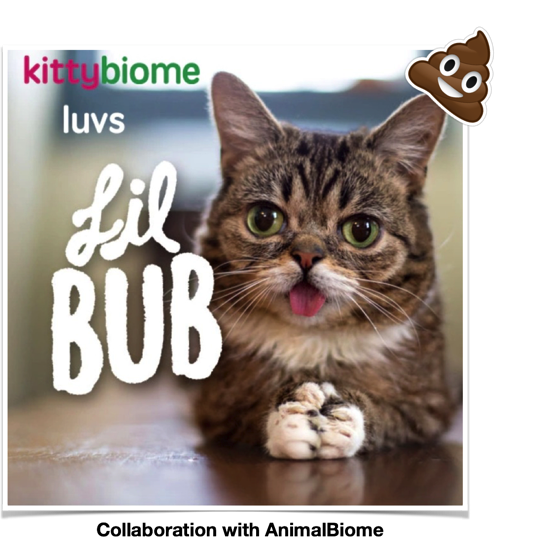 kittybiome
luvs
Lil
BUB
Collaboration with AnimalBiome